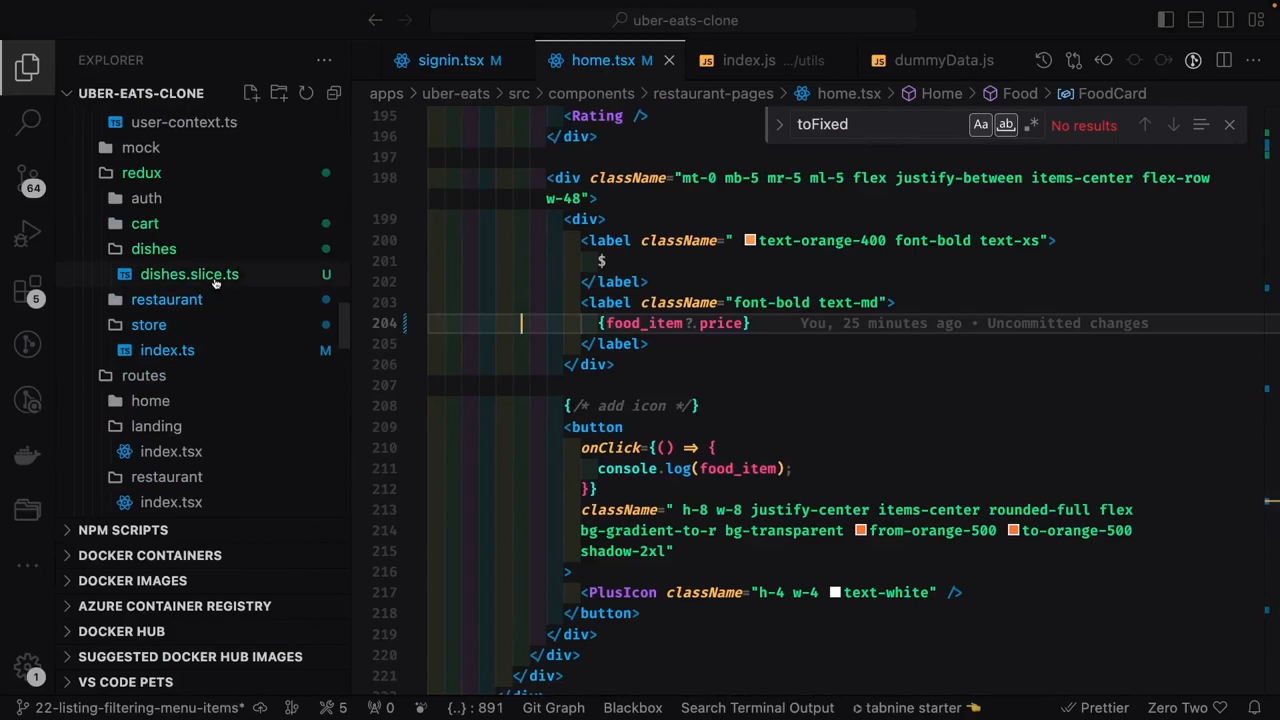 uber-eats-clone
EXPLORER
signin.tsx M
home.tsx M
index.js .../utils
dummyData.js
UBER-EATS-CLONE
apps > uber-eats > src > components > restaurant-pages > home.tsx > Home > Food > FoodCard
toFixed
Aa
ab
No results
user-context.ts
mock
redux
auth
cart
dishes
dishes.slice.ts U
restaurant
store
index.ts M
routes
home
landing
index.tsx
restaurant
index.tsx
NPM SCRIPTS
DOCKER CONTAINERS
DOCKER IMAGES
AZURE CONTAINER REGISTRY
DOCKER HUB
SUGGESTED DOCKER HUB IMAGES
VS CODE PETS
64
5
1
195 <Rating />
196 </div>
197
198 <div className="mt-0 mb-5 mr-5 ml-5 flex justify-between items-center flex-row
w-48">
199 <div>
200 <label className=" text-orange-400 font-bold text-xs">
201 $
202 </label>
203 <label className="font-bold text-md">
204 {food_item?.price} You, 25 minutes ago • Uncommitted changes
205 </label>
206 </div>
207
208 {/* add icon */}
209 <button
210 onClick={() => {
211 console.log(food_item);
212 }}
213 className=" h-8 w-8 justify-center items-center rounded-full flex
214 bg-gradient-to-r bg-transparent from-orange-500 to-orange-500
215 shadow-2xl"
216 >
217 <PlusIcon className="h-4 w-4 text-white" />
218 </button>
219 </div>
220 </div>
221 </div>
22-listing-filtering-menu-items* 5 0 {..} : 891 Git Graph Blackbox Search Terminal Output tabnine starter Prettier Zero Two